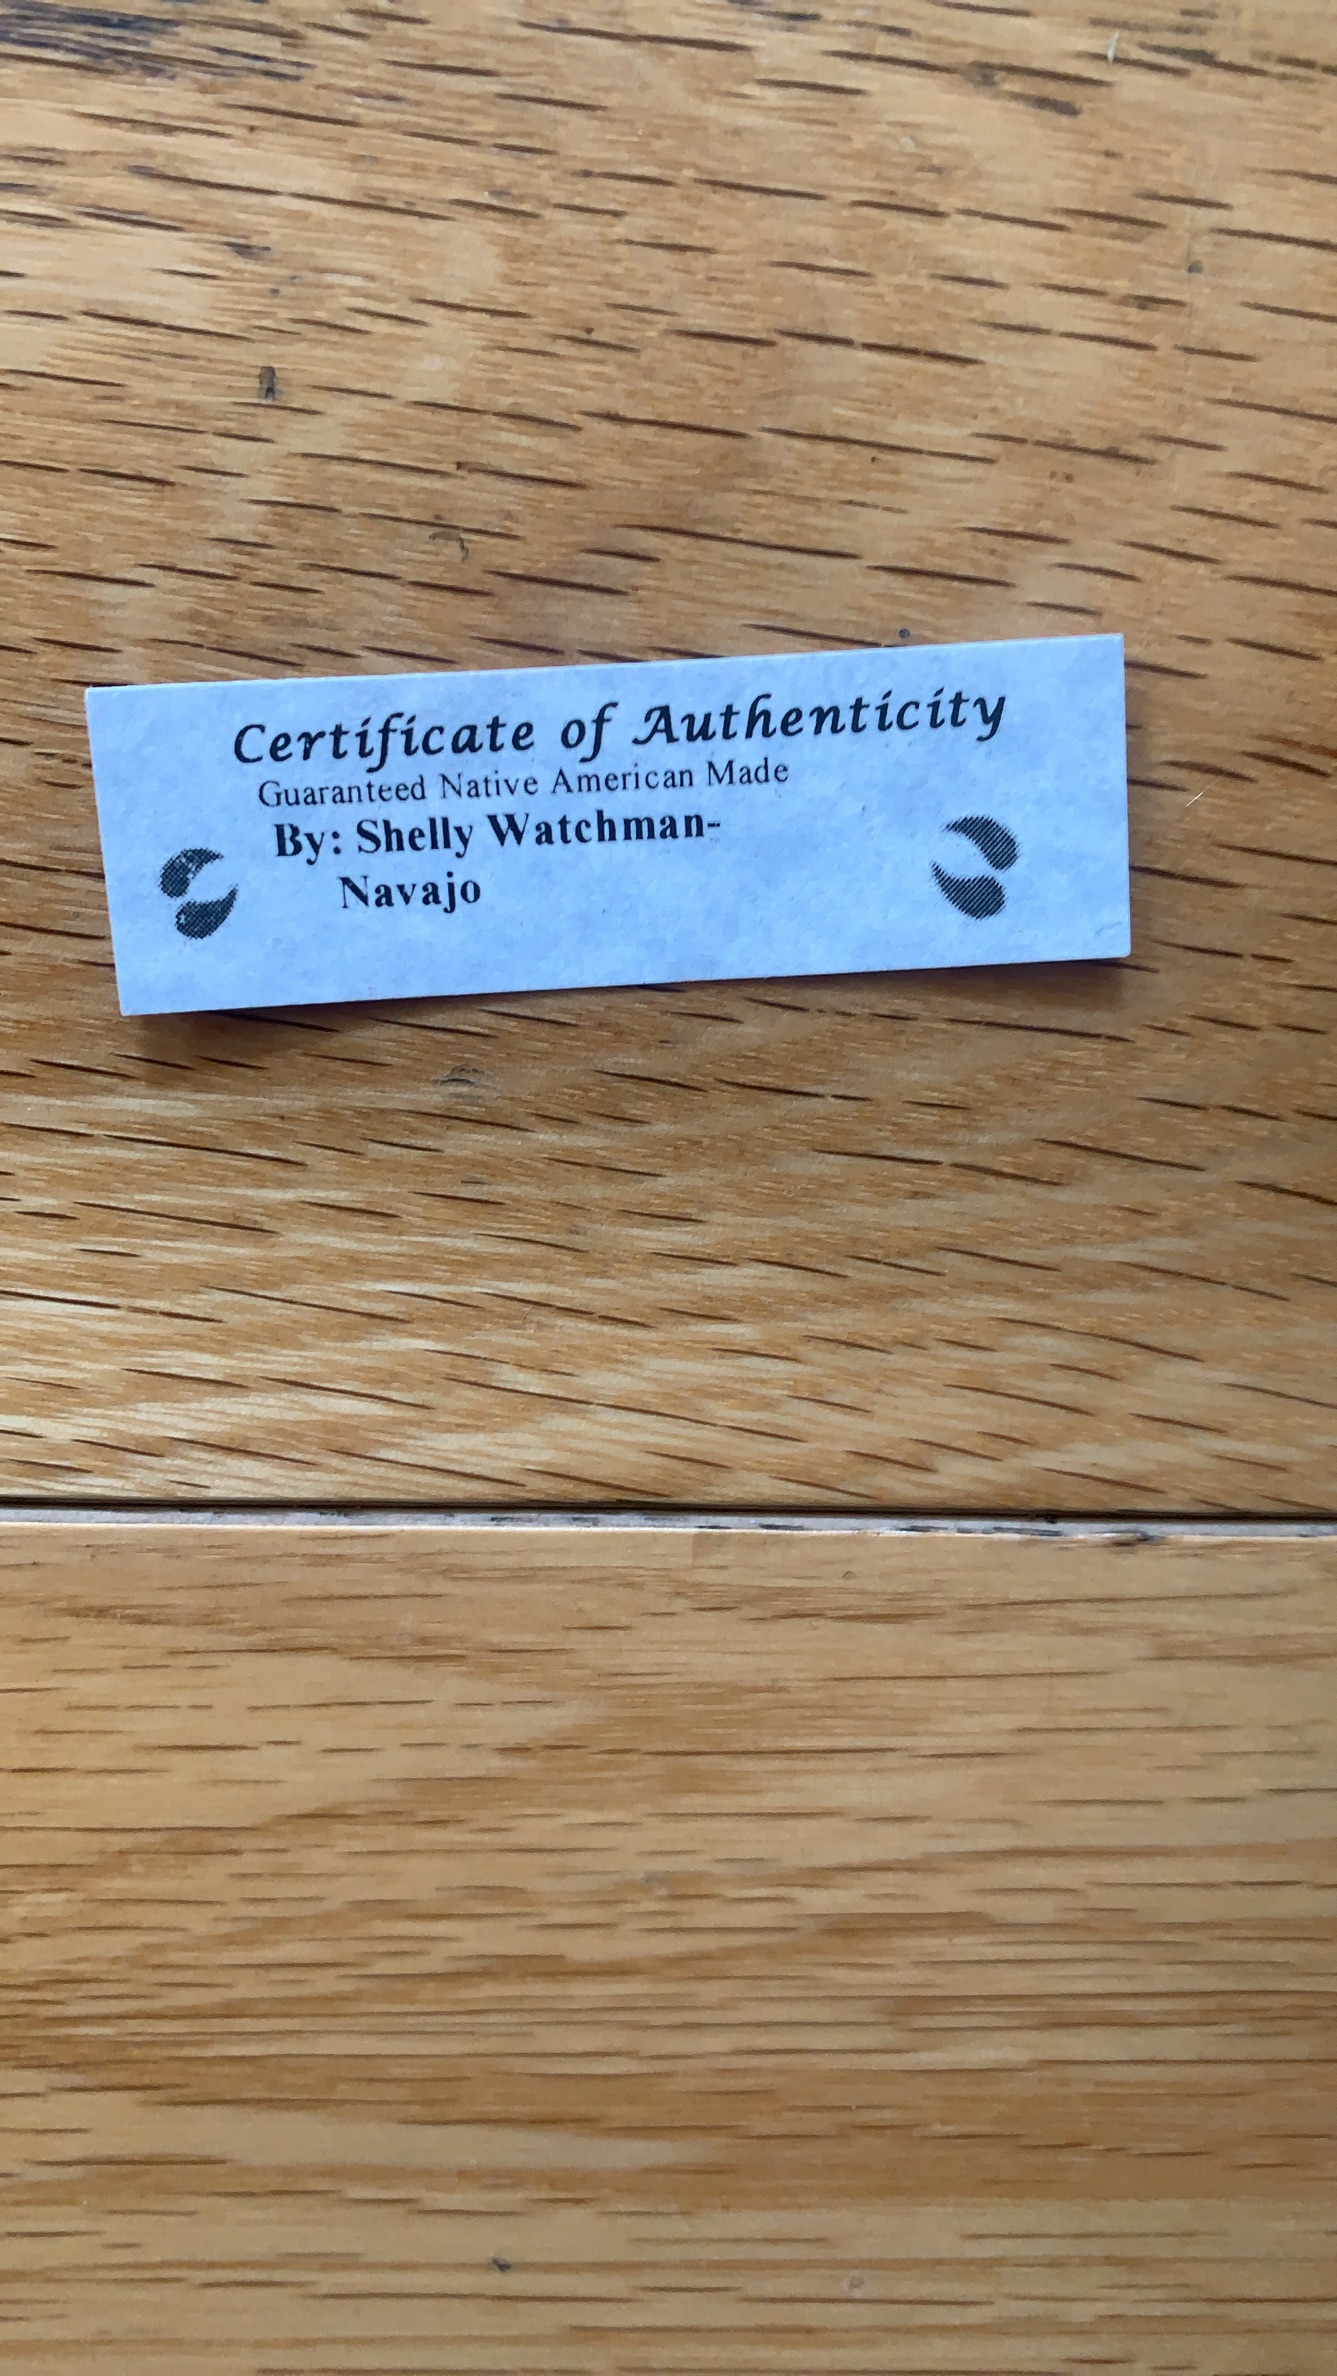 Certificate of Authenticity
Guaranteed Native American Made
By: Shelly Watchman-
Navajo